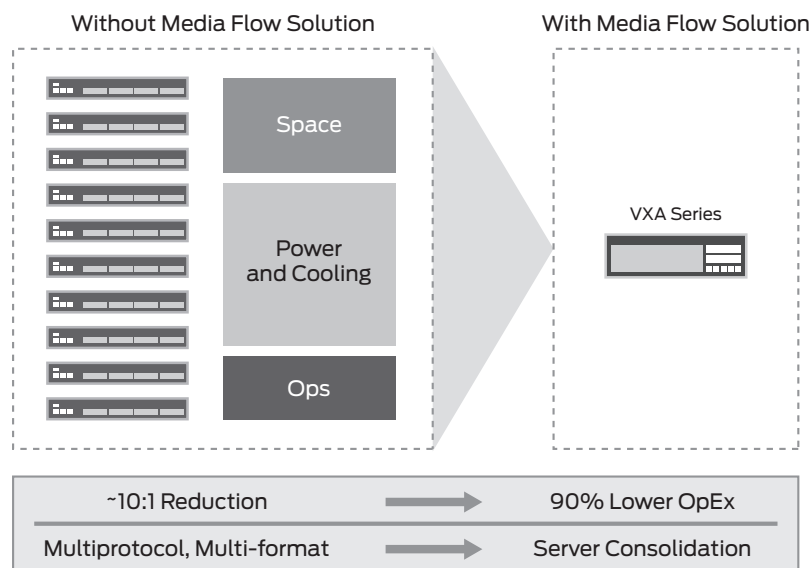 Without Media Flow Solution
With Media Flow Solution
Space
Power
and Cooling
Ops
VXA Series
~10:1 Reduction
90% Lower OpEx
Multiprotocol, Multi-format
Server Consolidation